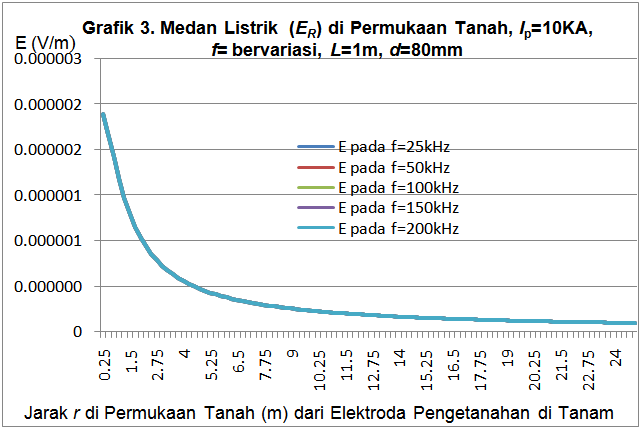 Grafik 3. Medan Listrik (ER) di Permukaan Tanah, Ip=10KA,
f= bervariasi, L=1m, d=80mm
E (V/m)
0.000003
0.000002
0.000002
0.000001
0.000001
0.000000
0
E pada f=25kHz
E pada f=50kHz
E pada f=100kHz
E pada f=150kHz
E pada f=200kHz
0.25 1.5 2.75 4 5.25 6.5 7.75 9 10.25 11.5 12.75 14 15.25 16.5 17.75 19 20.25 21.5 22.75 24
Jarak r di Permukaan Tanah (m) dari Elektroda Pengetanahan di Tanam